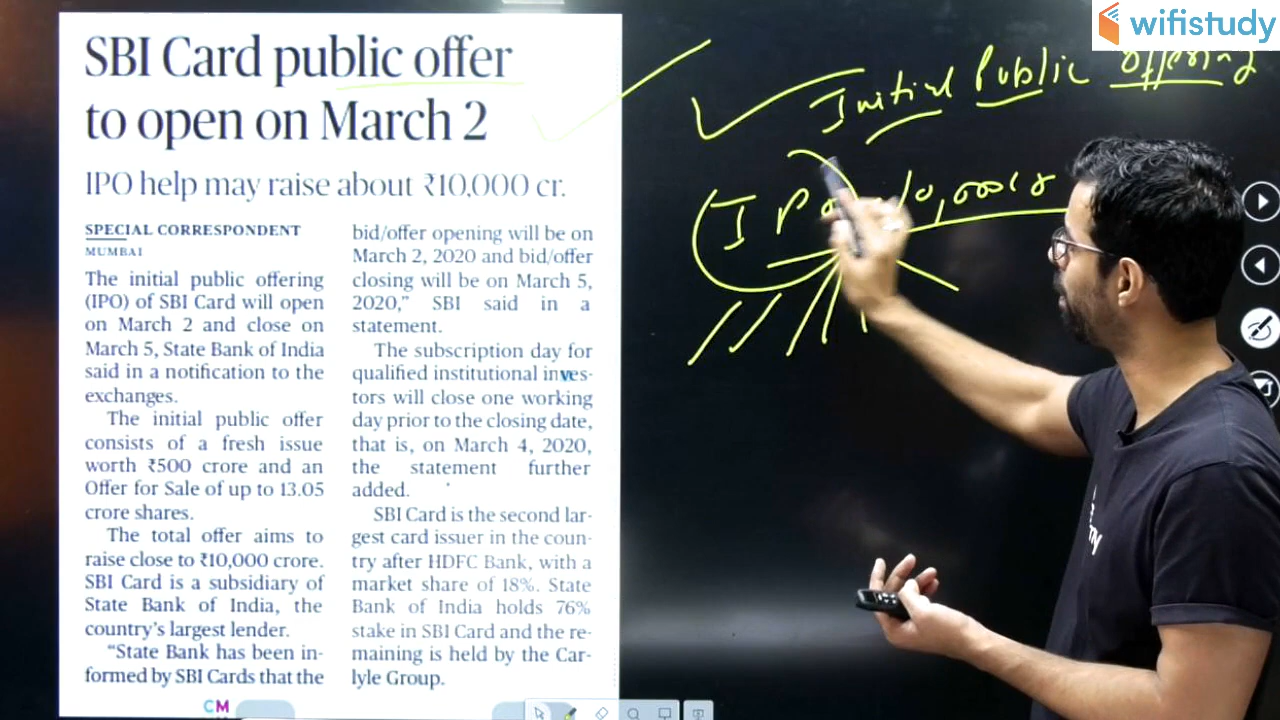 wifistudy
SBI Card public offer
to open on March 2
IPO help may raise about ₹10,000 cr.
SPECIAL CORRESPONDENT
MUMBAI
The initial public offering
(IPO) of SBI Card will open
on March 2 and close on
March 5, State Bank of India
said in a notification to the
exchanges.
The initial public offer
consists of a fresh issue
worth ₹500 crore and an
Offer for Sale of up to 13.05
crore shares.
The total offer aims to
raise close to ₹10,000 crore.
SBI Card is a subsidiary of
State Bank of India, the
country's largest lender.
“State Bank has been in-
formed by SBI Cards that the
bid/offer opening will be on
March 2, 2020 and bid/offer
closing will be on March 5,
2020,” SBI said in a
statement.
The subscription day for
qualified institutional inves-
tors will close one working
day prior to the closing date,
that is, on March 4, 2020,
the statement further
added.
SBI Card is the second lar-
gest card issuer in the coun-
try after HDFC Bank, with a
market share of 18%. State
Bank of India holds 76%
stake in SBI Card and the re-
maining is held by the Car-
lyle Group.
Initial Public Offering
IPO 10,000cr
CM